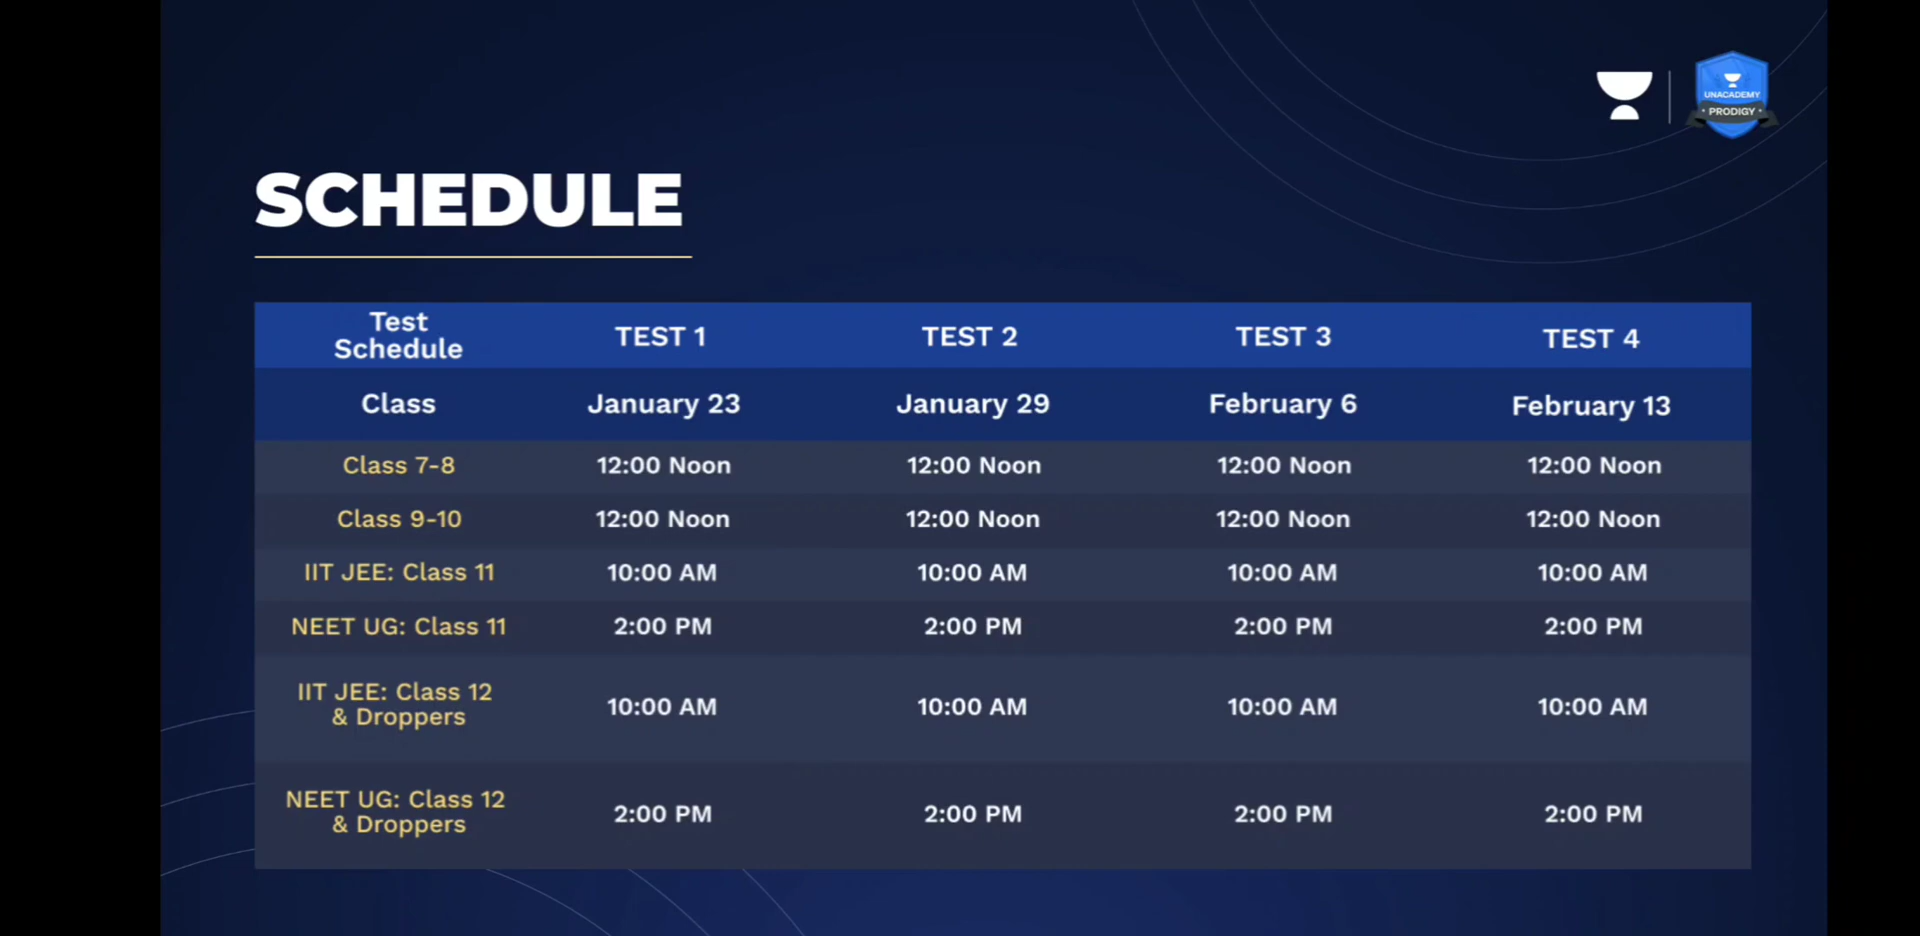 UNACADEMY
PRODIGY
SCHEDULE
Test
Schedule
TEST 1
TEST 2
TEST 3
TEST 4
Class
January 23
January 29
February 6
February 13
Class 7-8
12:00 Noon
12:00 Noon
12:00 Noon
12:00 Noon
Class 9-10
12:00 Noon
12:00 Noon
12:00 Noon
12:00 Noon
IIT JEE: Class 11
10:00 AM
10:00 AM
10:00 AM
10:00 AM
NEET UG: Class 11
2:00 PM
2:00 PM
2:00 PM
2:00 PM
IIT JEE: Class 12
& Droppers
10:00 AM
10:00 AM
10:00 AM
10:00 AM
NEET UG: Class 12
& Droppers
2:00 PM
2:00 PM
2:00 PM
2:00 PM